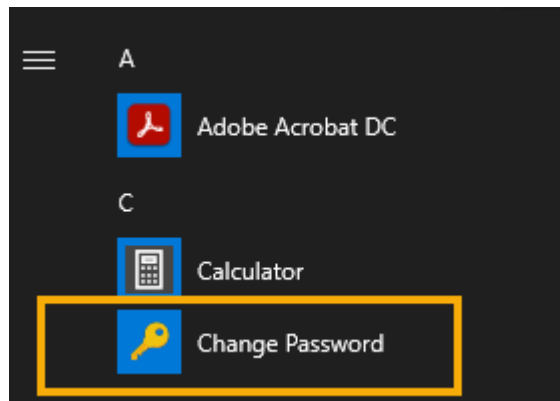 A
Adobe Acrobat DC
C
Calculator
Change Password